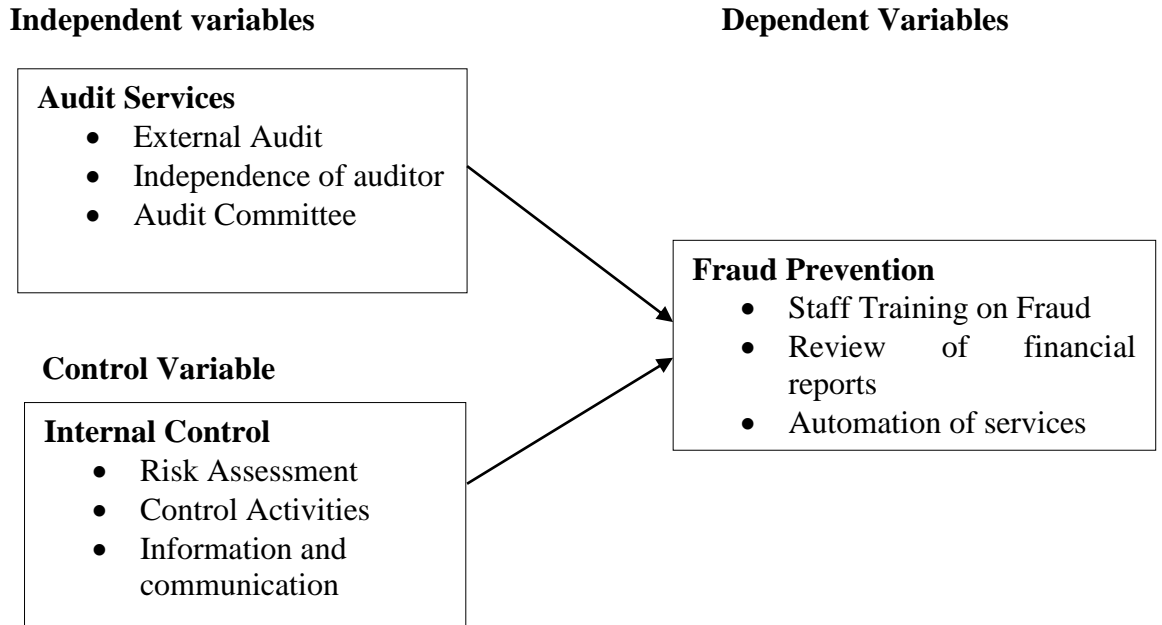 Independent variables
Dependent Variables
Audit Services
• External Audit
• Independence of auditor
• Audit Committee
Fraud Prevention
• Staff Training on Fraud
• Review of financial
reports
• Automation of services
Control Variable
Internal Control
• Risk Assessment
• Control Activities
• Information and
communication